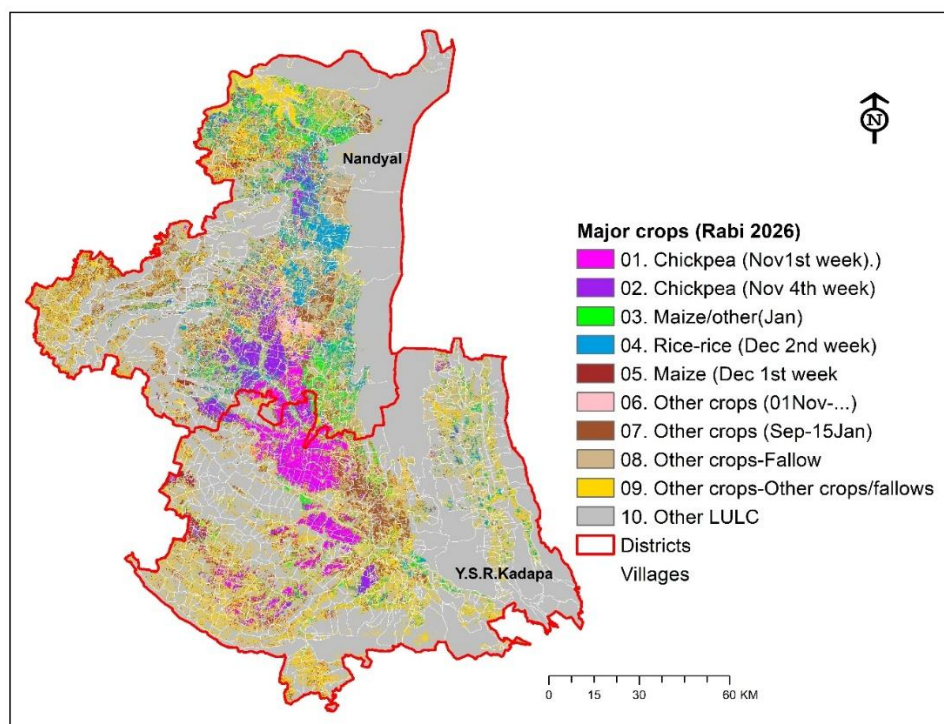 Nandyal
N
Major crops (Rabi 2026)
01. Chickpea (Nov1st week).)
02. Chickpea (Nov 4th week)
03. Maize/other(Jan)
04. Rice-rice (Dec 2nd week)
05. Maize (Dec 1st week
06. Other crops (01Nov-...)
07. Other crops (Sep-15Jan)
08. Other crops-Fallow
09. Other crops-Other crops/fallows
10. Other LULC
Districts
Villages
Y.S.R.Kadapa
0 15 30 60 KM